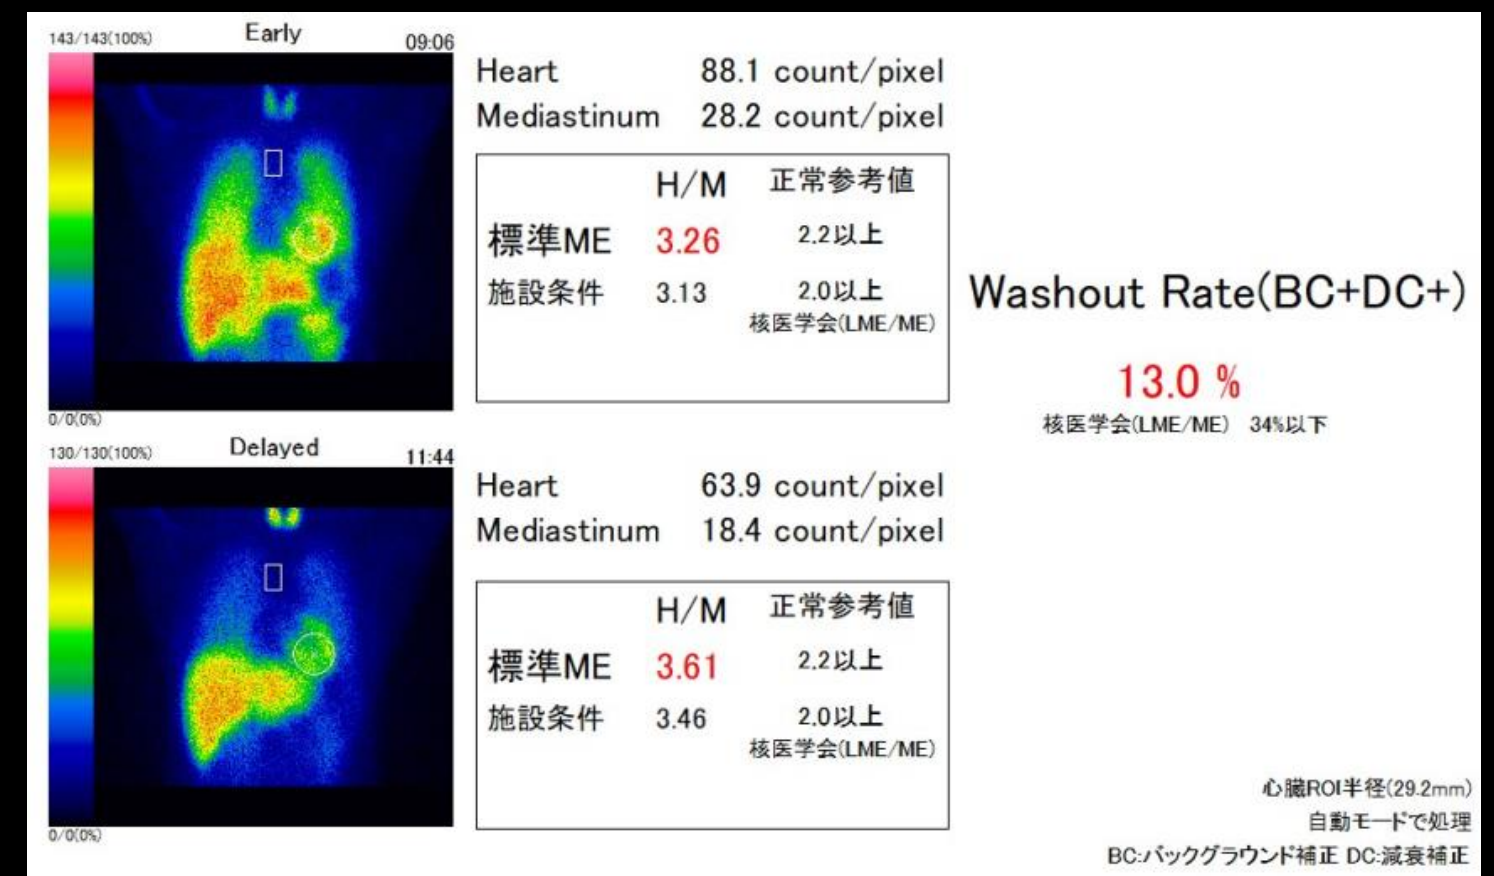 Early
143/143(100%)
09:06
0/0(0%)
Heart 88.1 count/pixel
Mediastinum 28.2 count/pixel
H/M 正常参考値
標準ME 3.26 2.2以上
施設条件 3.13 2.0以上
核医学会(LME/ME)
Washout Rate(BC+DC+)
13.0 %
核医学会(LME/ME) 34%以下
Delayed
130/130(100%)
11:44
0/0(0%)
Heart 63.9 count/pixel
Mediastinum 18.4 count/pixel
H/M 正常参考値
標準ME 3.61 2.2以上
施設条件 3.46 2.0以上
核医学会(LME/ME)
心臓ROI半径(29.2mm)
自動モードで処理
BC:バックグラウンド補正 DC:減衰補正